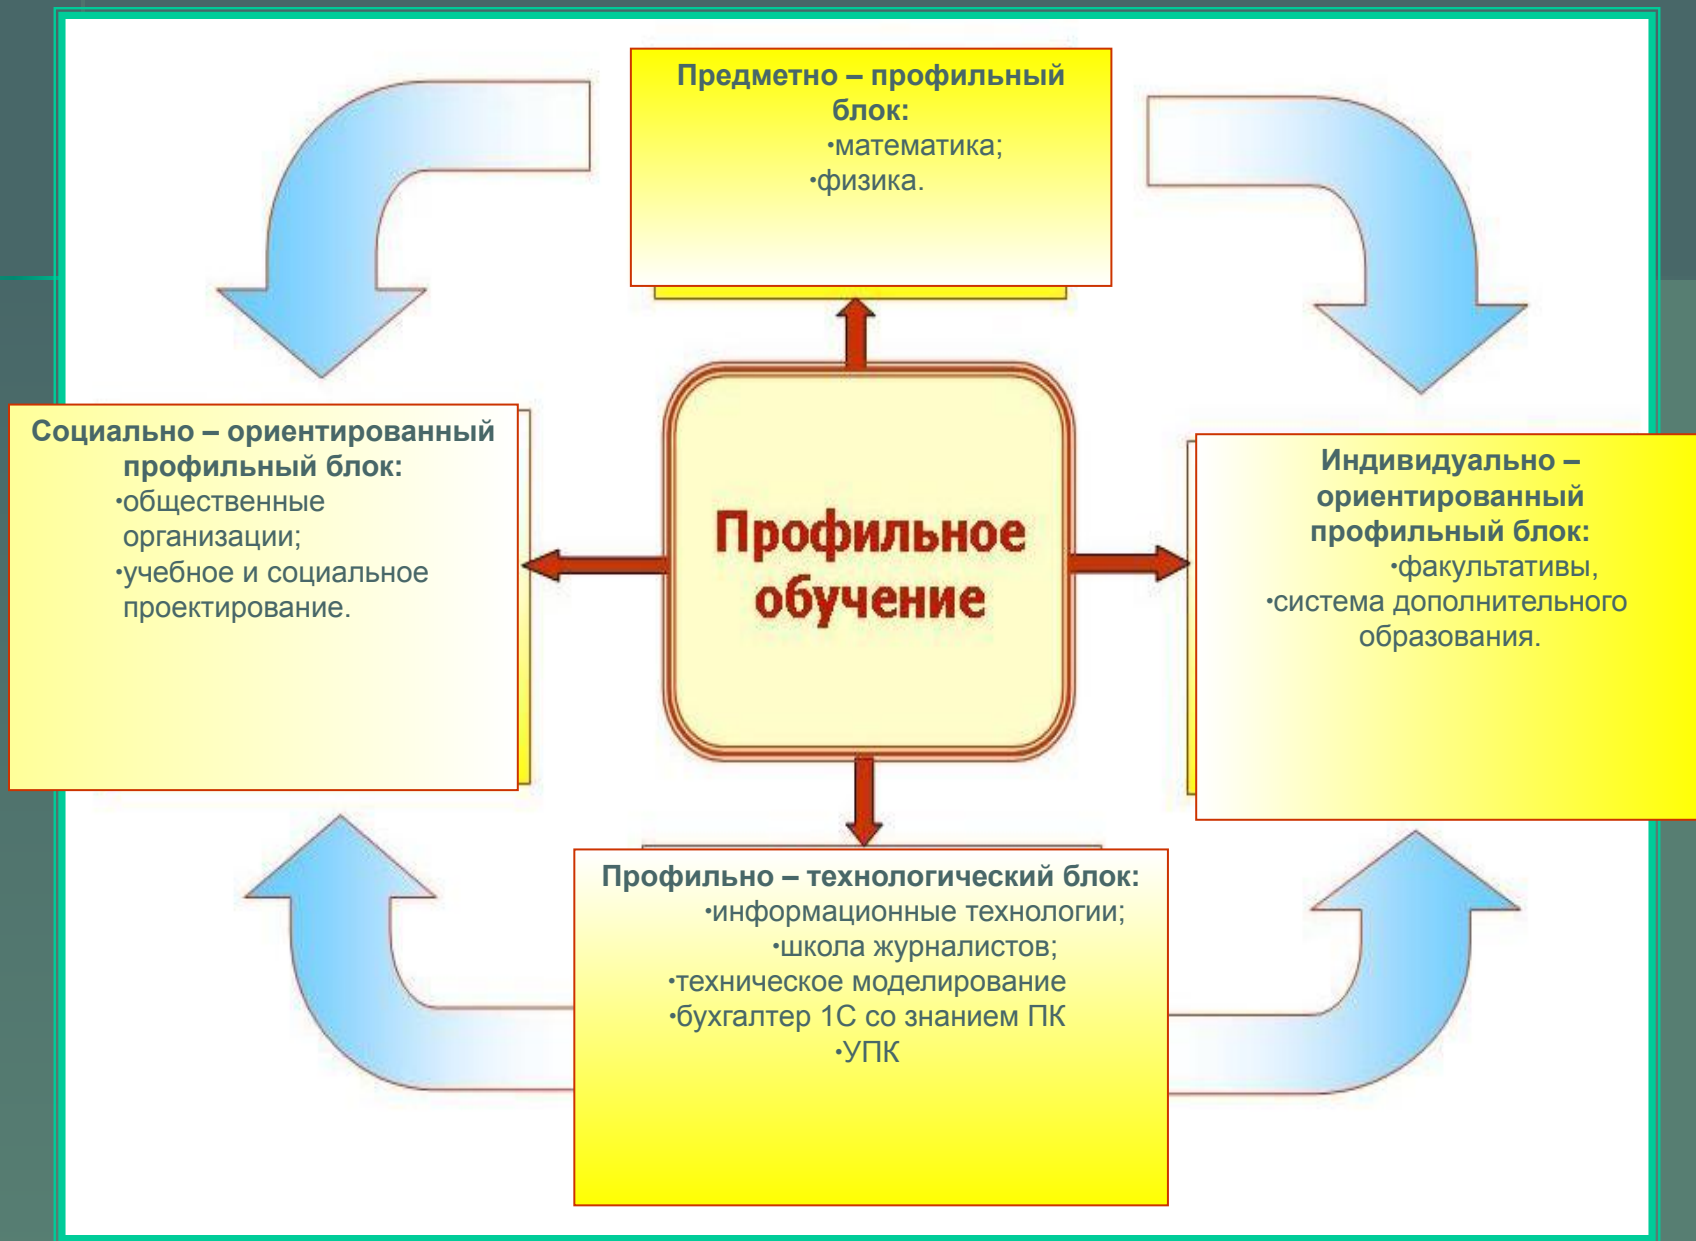 Предметно – профильный
блок:
•математика;
•физика.
Социально – ориентированный
профильный блок:
•общественные
организации;
•учебное и социальное
проектирование.
Профильное
обучение
Индивидуально –
ориентированный
профильный блок:
•факультативы,
•система дополнительного
образования.
Профильно – технологический блок:
•информационные технологии;
•школа журналистов;
•техническое моделирование
•бухгалтер 1С со знанием ПК
•УПК